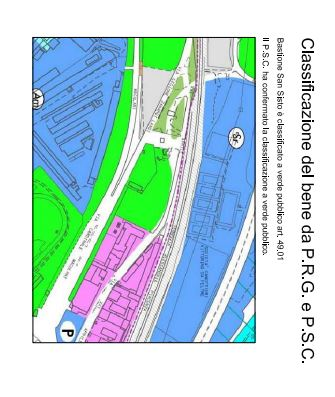 Classificazione del bene da P.R.G. e P.S.C.
Bastione San Sisto è classificato a verde pubblico art. 49.01
Il P.S.C. ha confermato la classificazione a verde pubblico.
P